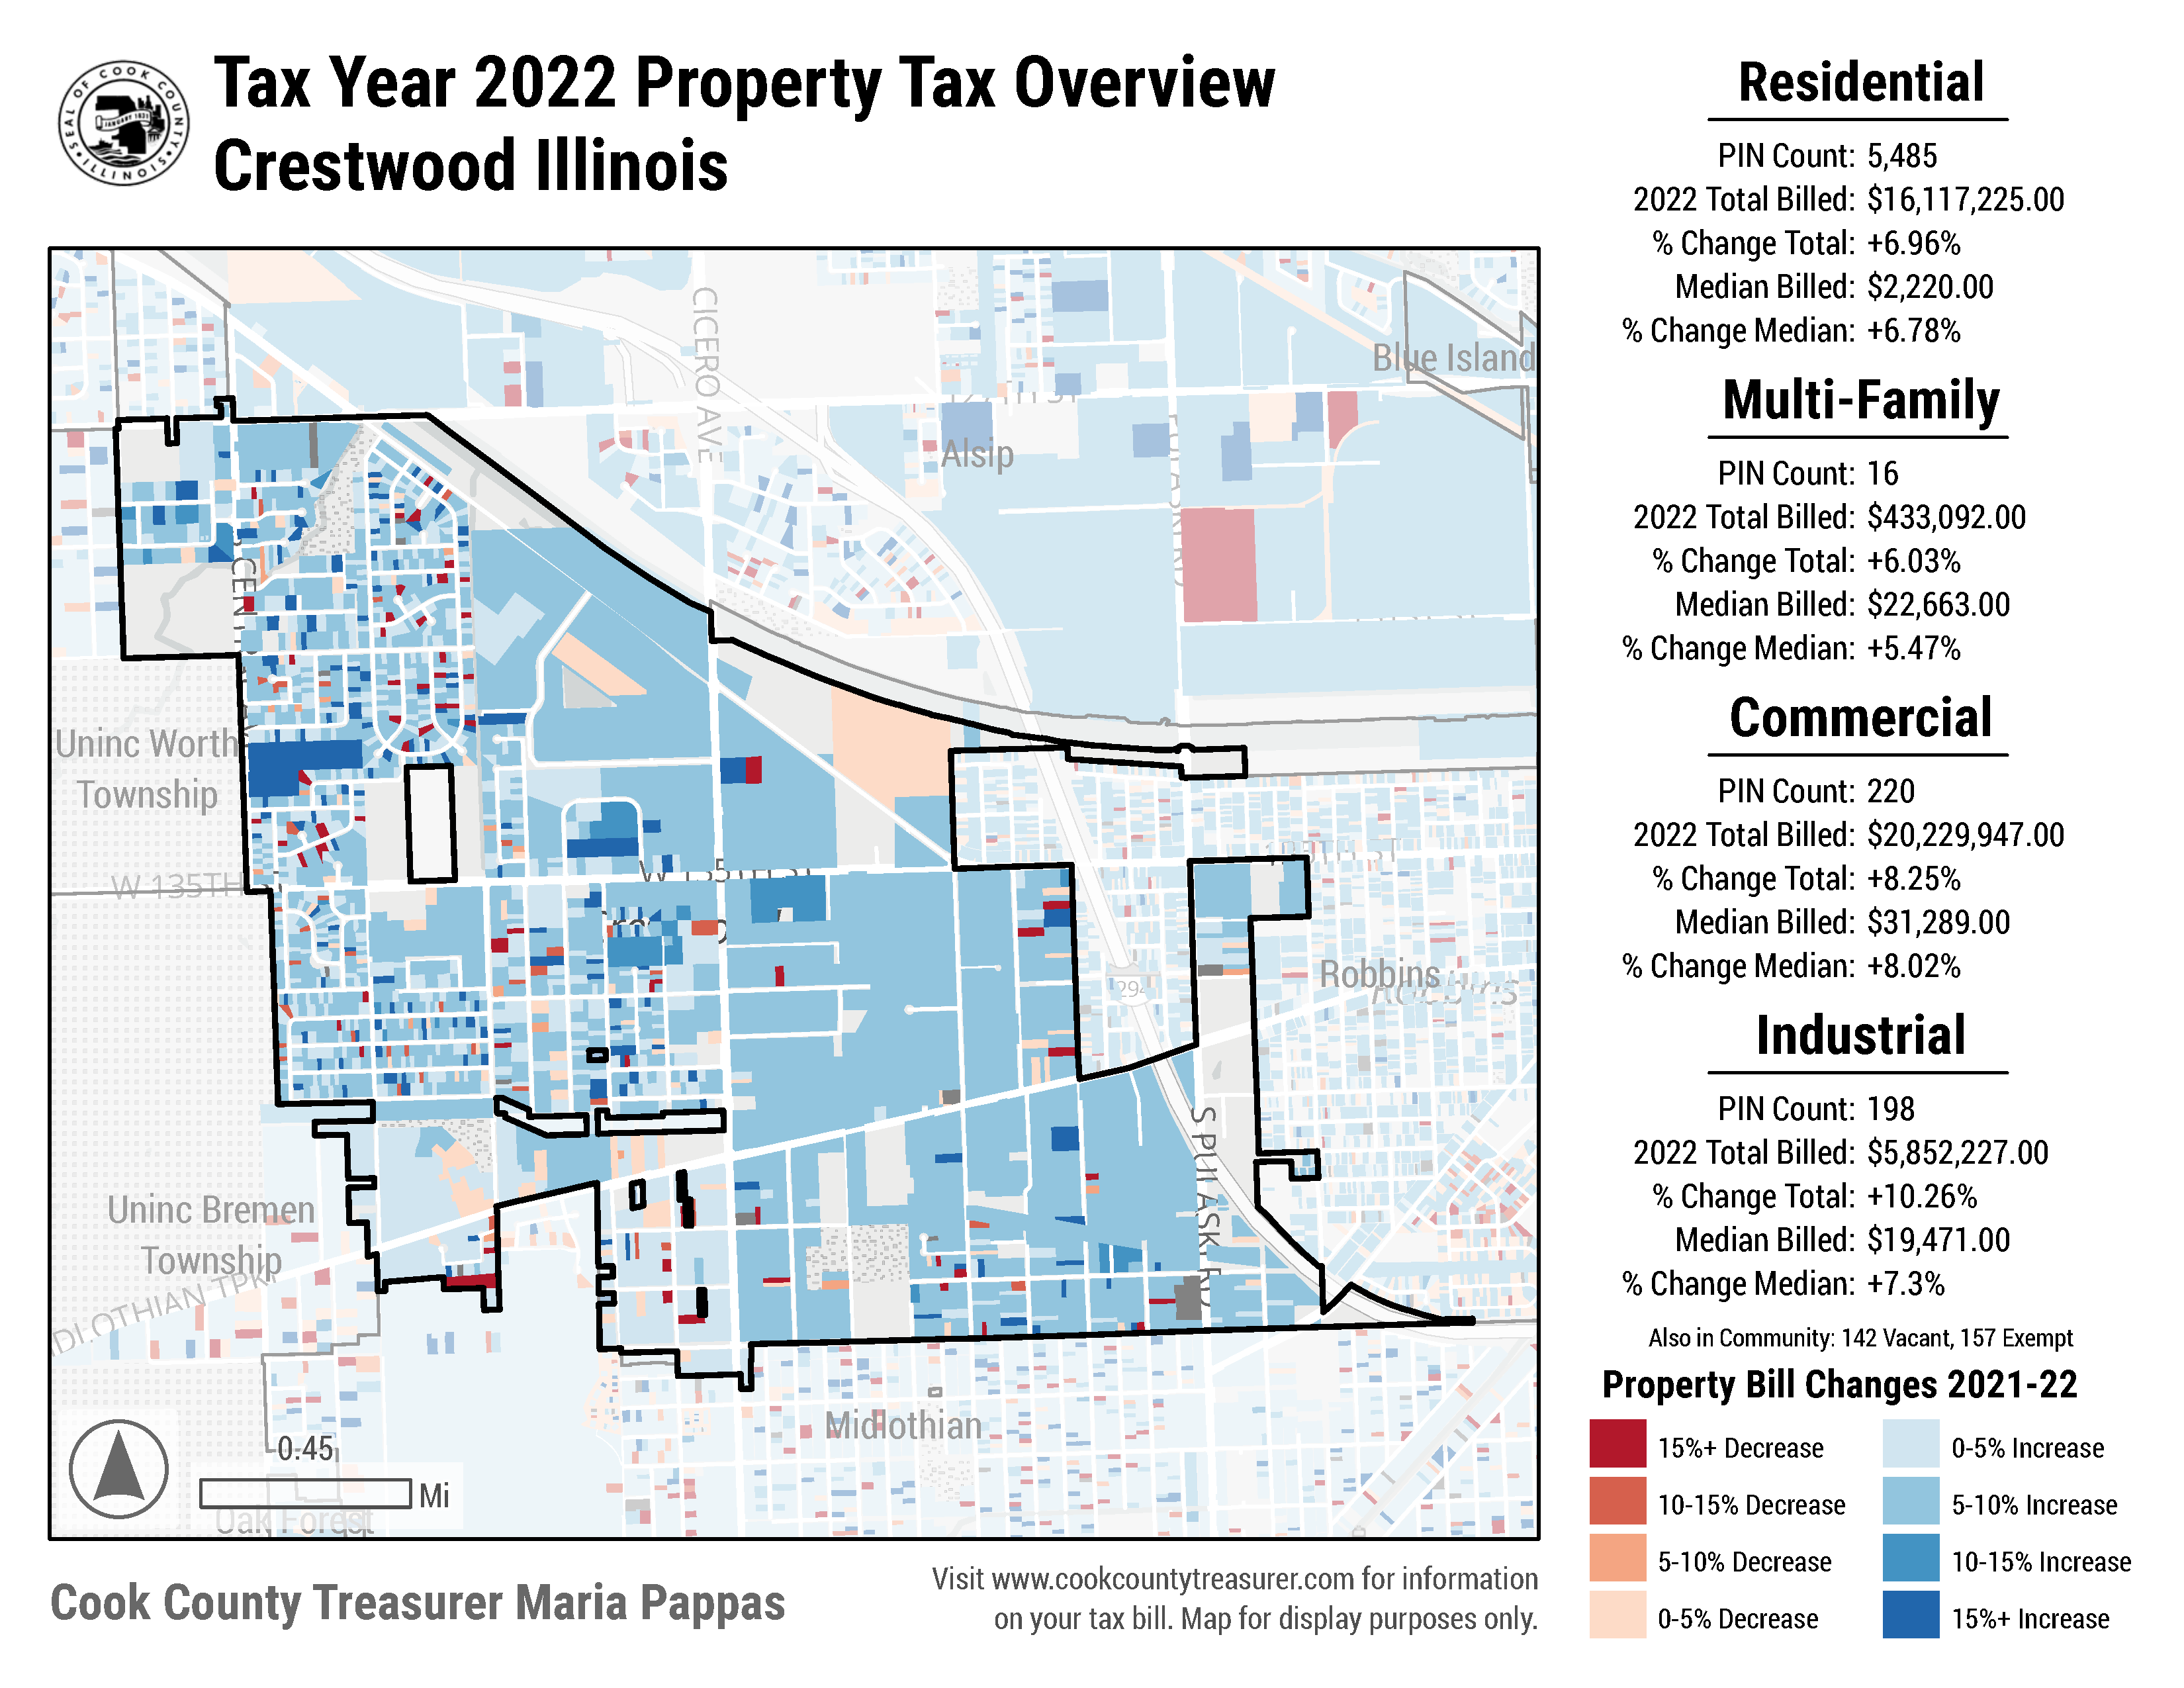 SEAL OF COOK COUNTY
JANUARY 1831
ILLINOIS
Tax Year 2022 Property Tax Overview
Crestwood Illinois
CICERO AVE
Blue Island
127TH ST
Alsip
Uninc Worth
Township
W 135TH
W 135TH ST
Robbins
294
S PULASKI RD
Uninc Bremen
Township
Midlothian
0.45
Mi
Oak Forest
Cook County Treasurer Maria Pappas
Visit www.cookcountytreasurer.com for information
on your tax bill. Map for display purposes only.
Residential
PIN Count: 5,485
2022 Total Billed: $16,117,225.00
% Change Total: +6.96%
Median Billed: $2,220.00
% Change Median: +6.78%
Multi-Family
PIN Count: 16
2022 Total Billed: $433,092.00
% Change Total: +6.03%
Median Billed: $22,663.00
% Change Median: +5.47%
Commercial
PIN Count: 220
2022 Total Billed: $20,229,947.00
% Change Total: +8.25%
Median Billed: $31,289.00
% Change Median: +8.02%
Industrial
PIN Count: 198
2022 Total Billed: $5,852,227.00
% Change Total: +10.26%
Median Billed: $19,471.00
% Change Median: +7.3%
Also in Community: 142 Vacant, 157 Exempt
Property Bill Changes 2021-22
15%+ Decrease
10-15% Decrease
5-10% Decrease
0-5% Decrease
0-5% Increase
5-10% Increase
10-15% Increase
15%+ Increase